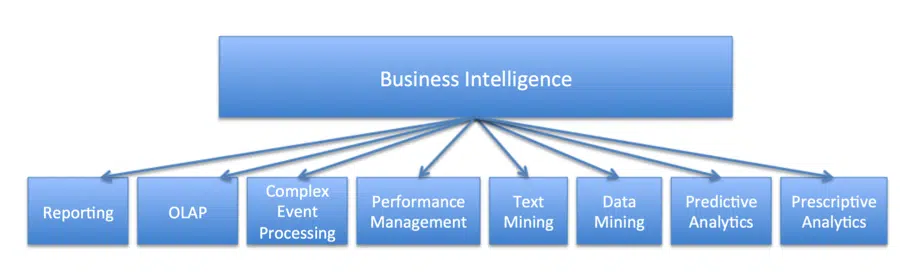 Business Intelligence
Reporting
OLAP
Complex
Event
Processing
Performance
Management
Text
Mining
Data
Mining
Predictive
Analytics
Prescriptive
Analytics